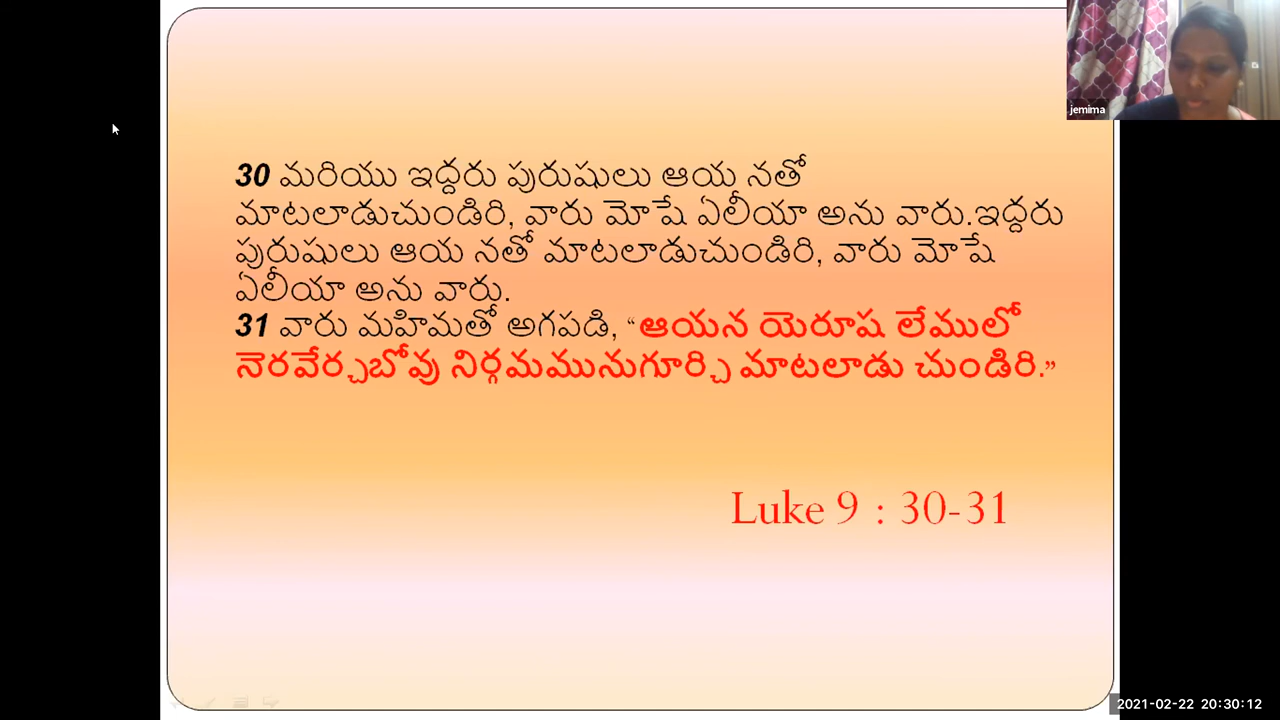 jemima
30 మరియు ఇద్దరు పురుషులు ఆయ నతో
మాటలాడుచుండిరి, వారు మోషే ఏలీయా అను వారు.ఇద్దరు
పురుషులు ఆయ నతో మాటలాడుచుండిరి, వారు మోషే
ఏలీయా అను వారు.
31 వారు మహిమతో అగపడి, “ఆయన యెరూష లేములో
నెరవేర్చబోవు నిర్గమమునుగూర్చి మాటలాడు చుండిరి.”
Luke 9 : 30-31
2021-02-22 20:30:12